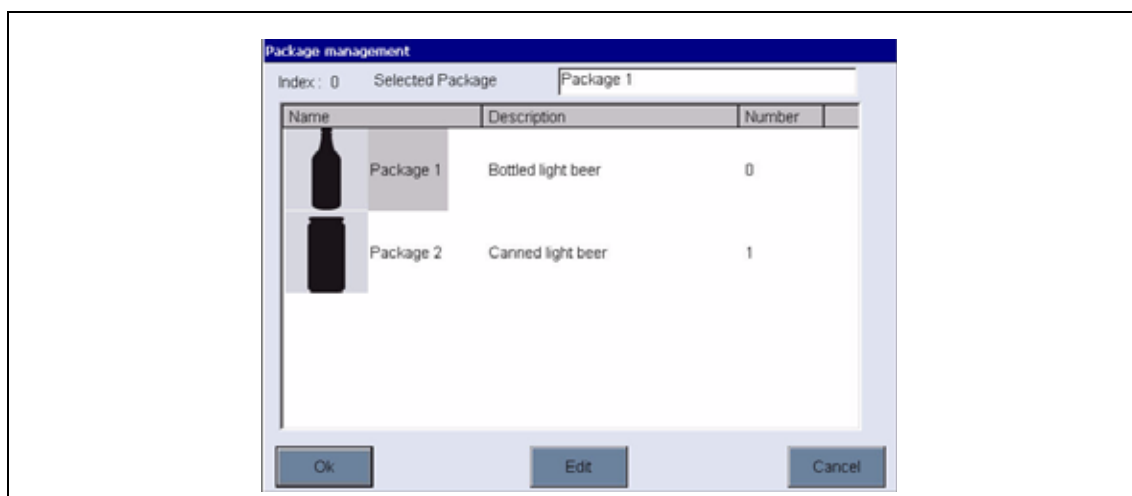 Package management
Index : 0 Selected Package Package 1
Name Description Number
Package 1 Bottled light beer 0
Package 2 Canned light beer 1
Ok Edit Cancel